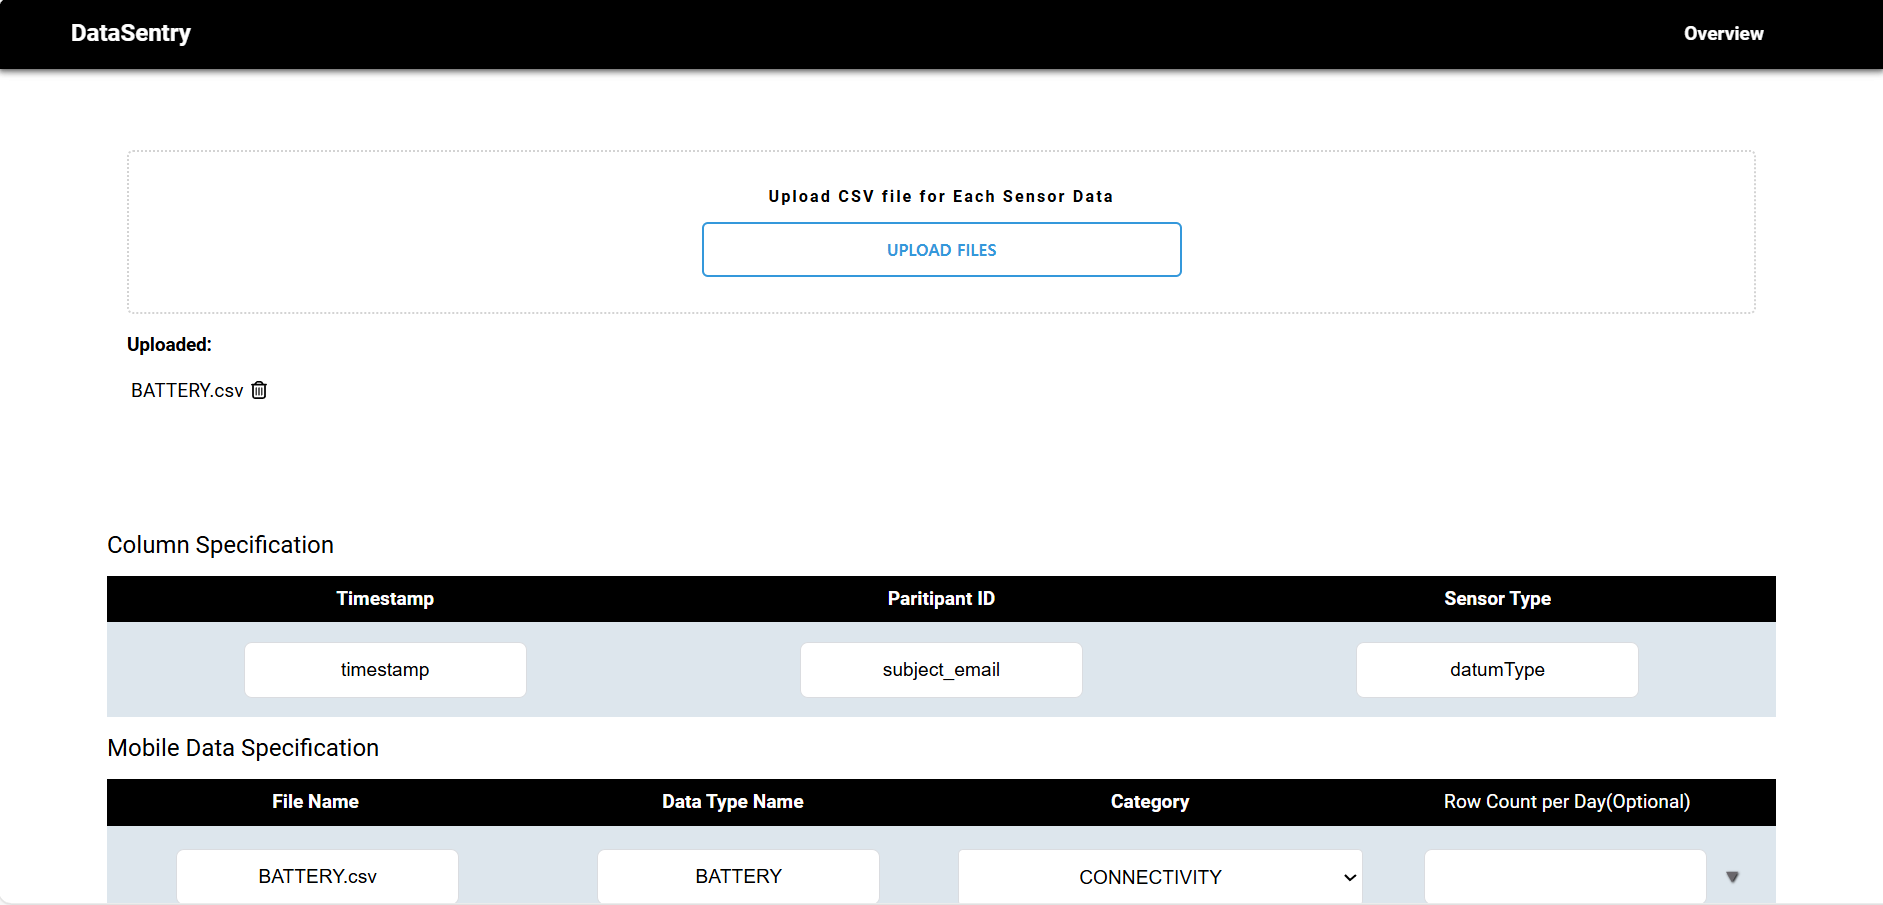 DataSentry Overview
Upload CSV file for Each Sensor Data
UPLOAD FILES
Uploaded:
BATTERY.csv
Column Specification
Timestamp Paritipant ID Sensor Type
timestamp subject_email datumType
Mobile Data Specification
File Name Data Type Name Category Row Count per Day(Optional)
BATTERY.csv BATTERY CONNECTIVITY